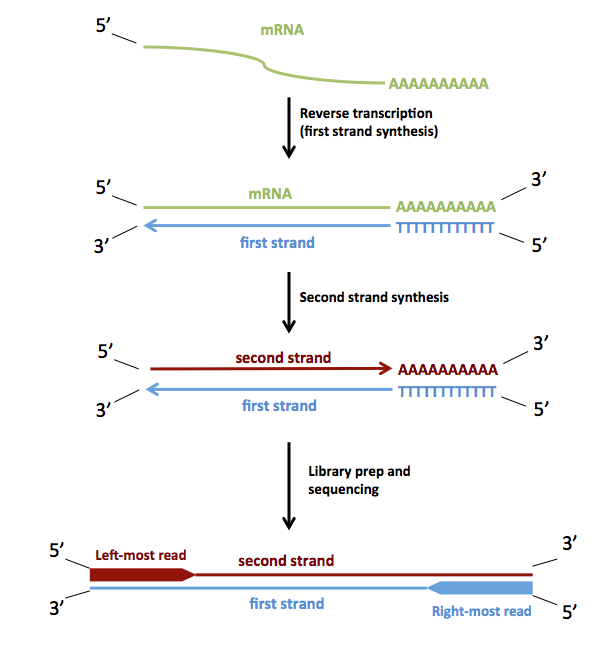 5’
mRNA
AAAAAAAAAA
Reverse transcription
(first strand synthesis)
5’
mRNA
AAAAAAAAAA
3’
3’
first strand
TTTTTTTTTTTT
5’
Second strand synthesis
5’
second strand
AAAAAAAAAA
3’
3’
first strand
TTTTTTTTTTTT
5’
Library prep and
sequencing
5’
Left-most read
second strand
3’
3’
first strand
Right-most read
5’